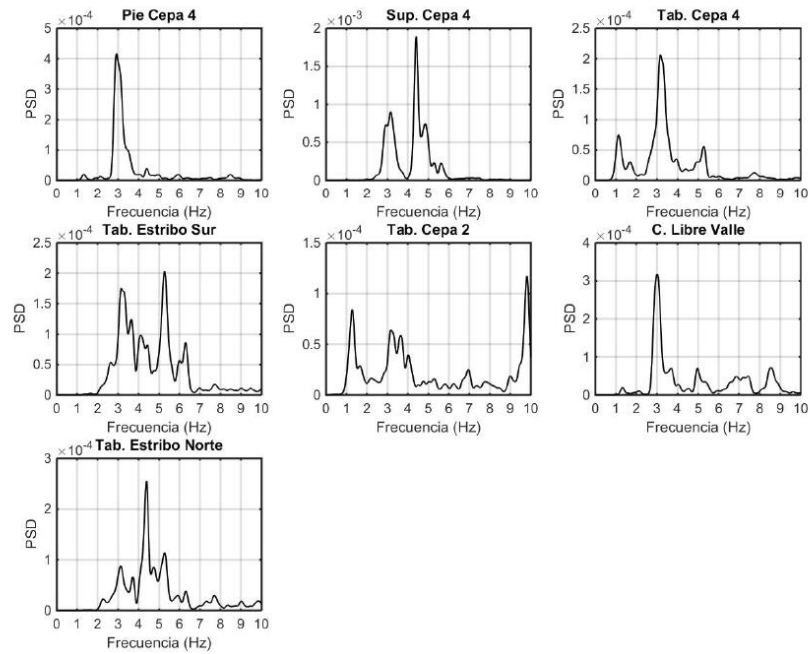 Pie Cepa 4
×10⁻⁴
5
4
3
2
1
0
PSD
0 1 2 3 4 5 6 7 8 9 10
Frecuencia (Hz)
Sup. Cepa 4
×10⁻³
2
1.5
1
0.5
0
PSD
0 1 2 3 4 5 6 7 8 9 10
Frecuencia (Hz)
Tab. Cepa 4
×10⁻⁴
2.5
2
1.5
1
0.5
0
PSD
0 1 2 3 4 5 6 7 8 9 10
Frecuencia (Hz)
Tab. Estribo Sur
×10⁻⁴
2.5
2
1.5
1
0.5
0
PSD
0 1 2 3 4 5 6 7 8 9 10
Frecuencia (Hz)
Tab. Cepa 2
×10⁻⁴
1.5
1
0.5
0
PSD
0 1 2 3 4 5 6 7 8 9 10
Frecuencia (Hz)
C. Libre Valle
×10⁻⁴
4
3
2
1
0
PSD
0 1 2 3 4 5 6 7 8 9 10
Frecuencia (Hz)
Tab. Estribo Norte
×10⁻⁴
3
2
1
0
PSD
0 1 2 3 4 5 6 7 8 9 10
Frecuencia (Hz)